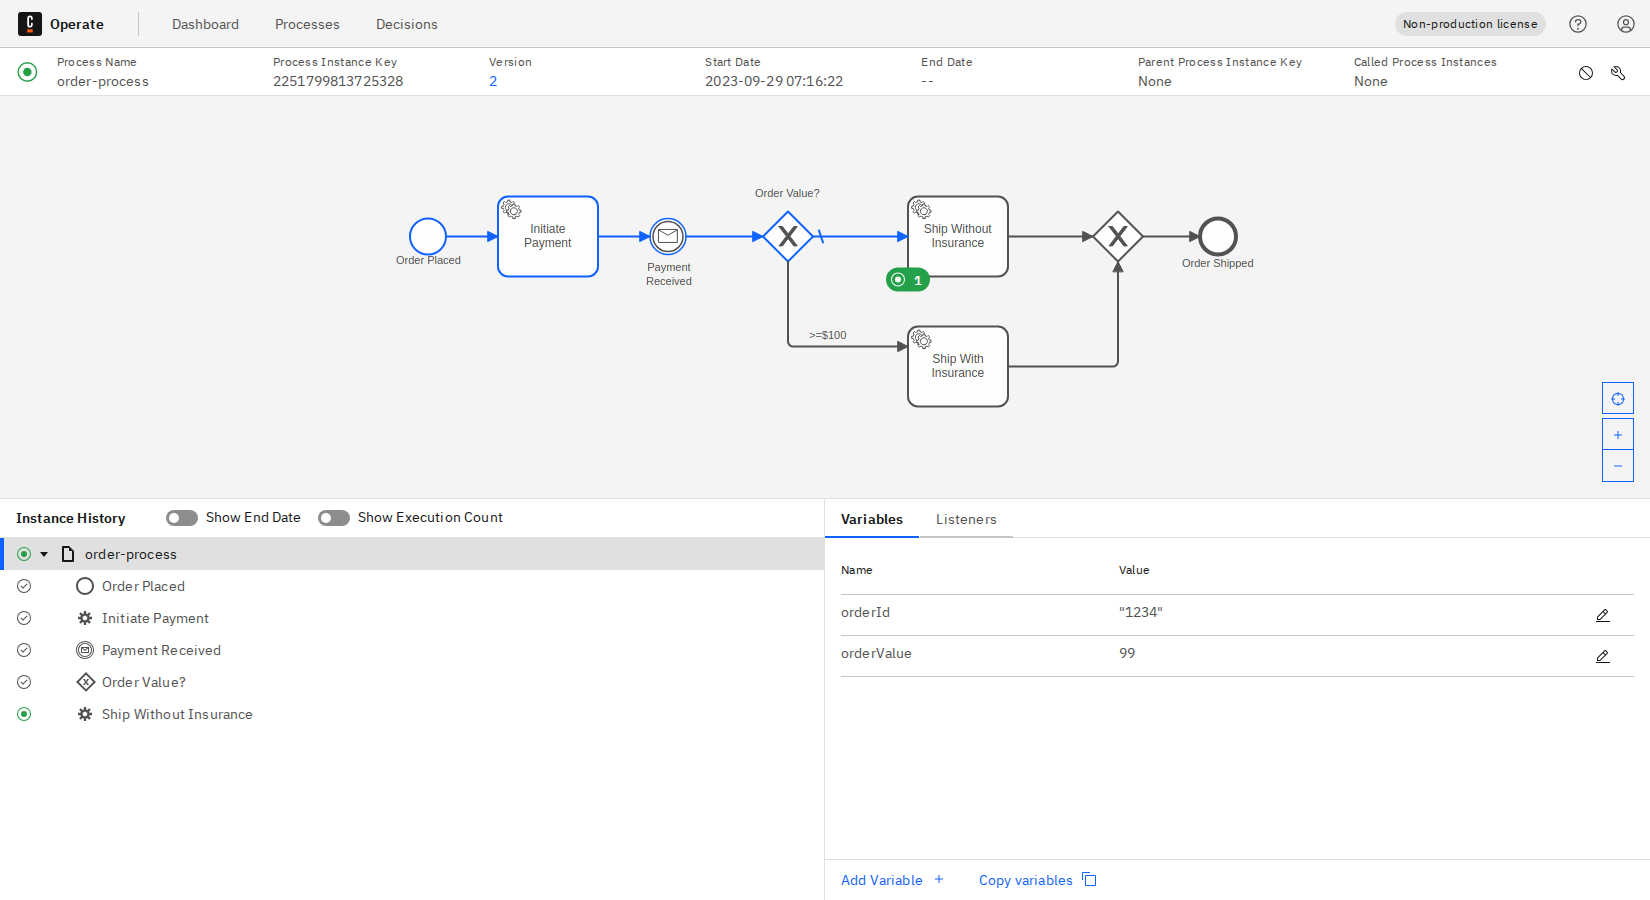 Operate Dashboard Processes Decisions Non-production license
Process Name Process Instance Key Version Start Date End Date Parent Process Instance Key Called Process Instances
order-process 2251799813725328 2 2023-09-29 07:16:22 -- None None
Order Value?
Initiate
Payment
Ship Without
Insurance
Order Placed
Payment
Received
Order Shipped
1
>=$100
Ship With
Insurance
Instance History Show End Date Show Execution Count
order-process
Order Placed
Initiate Payment
Payment Received
Order Value?
Ship Without Insurance
Variables Listeners
Name Value
orderId "1234"
orderValue 99
Add Variable + Copy variables